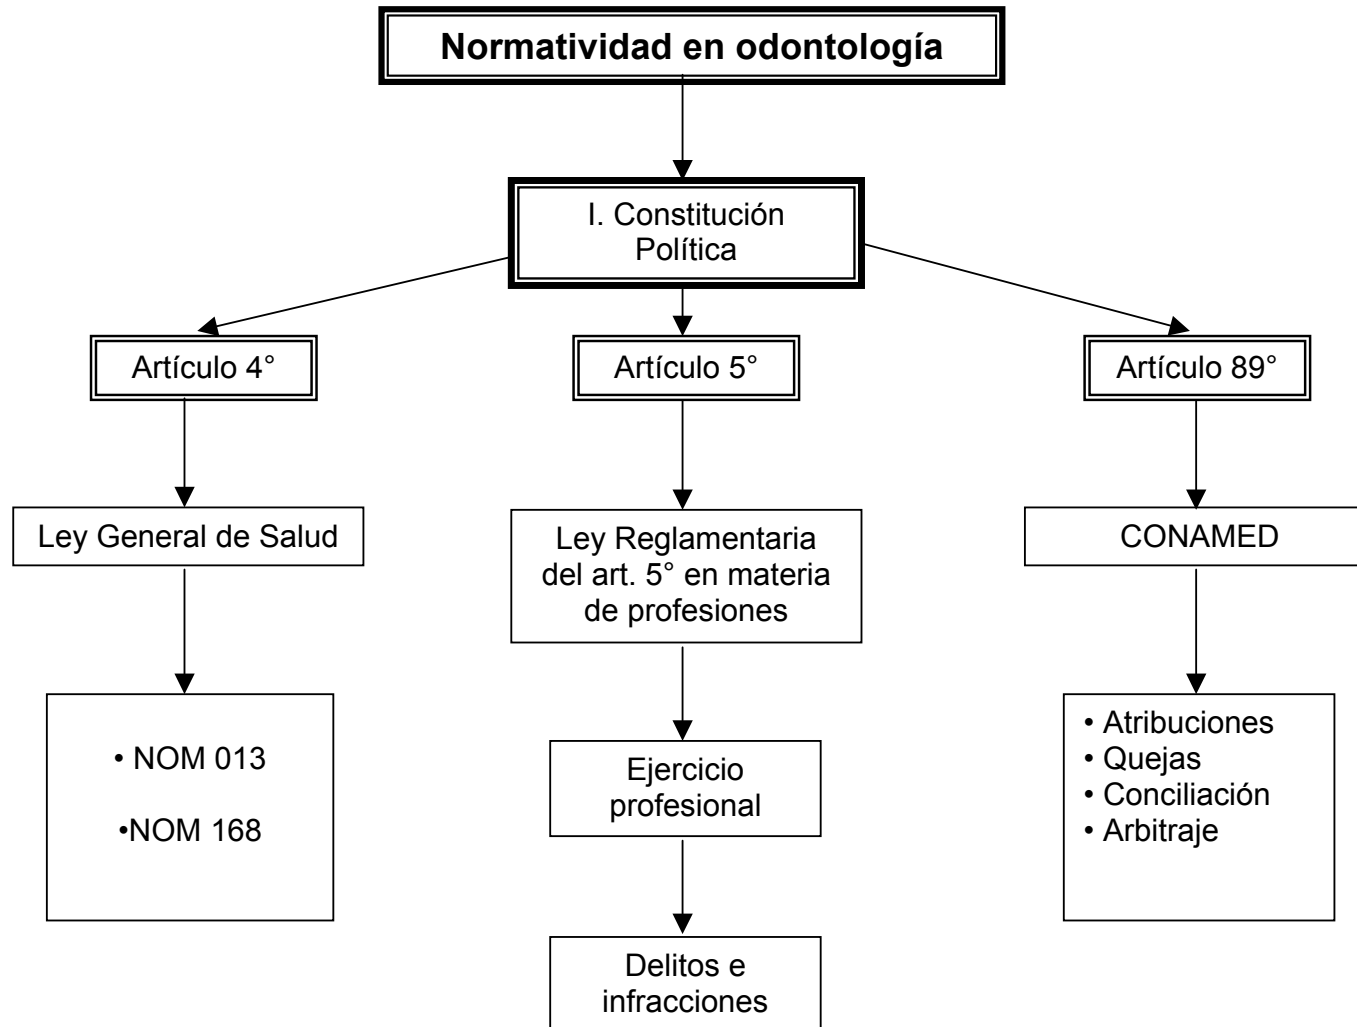 Normatividad en odontología
I. Constitución
Política
Artículo 4°
Artículo 5°
Artículo 89°
Ley General de Salud
Ley Reglamentaria
del art. 5° en materia
de profesiones
CONAMED
• NOM 013
•NOM 168
Ejercicio
profesional
• Atribuciones
• Quejas
• Conciliación
• Arbitraje
Delitos e
infracciones